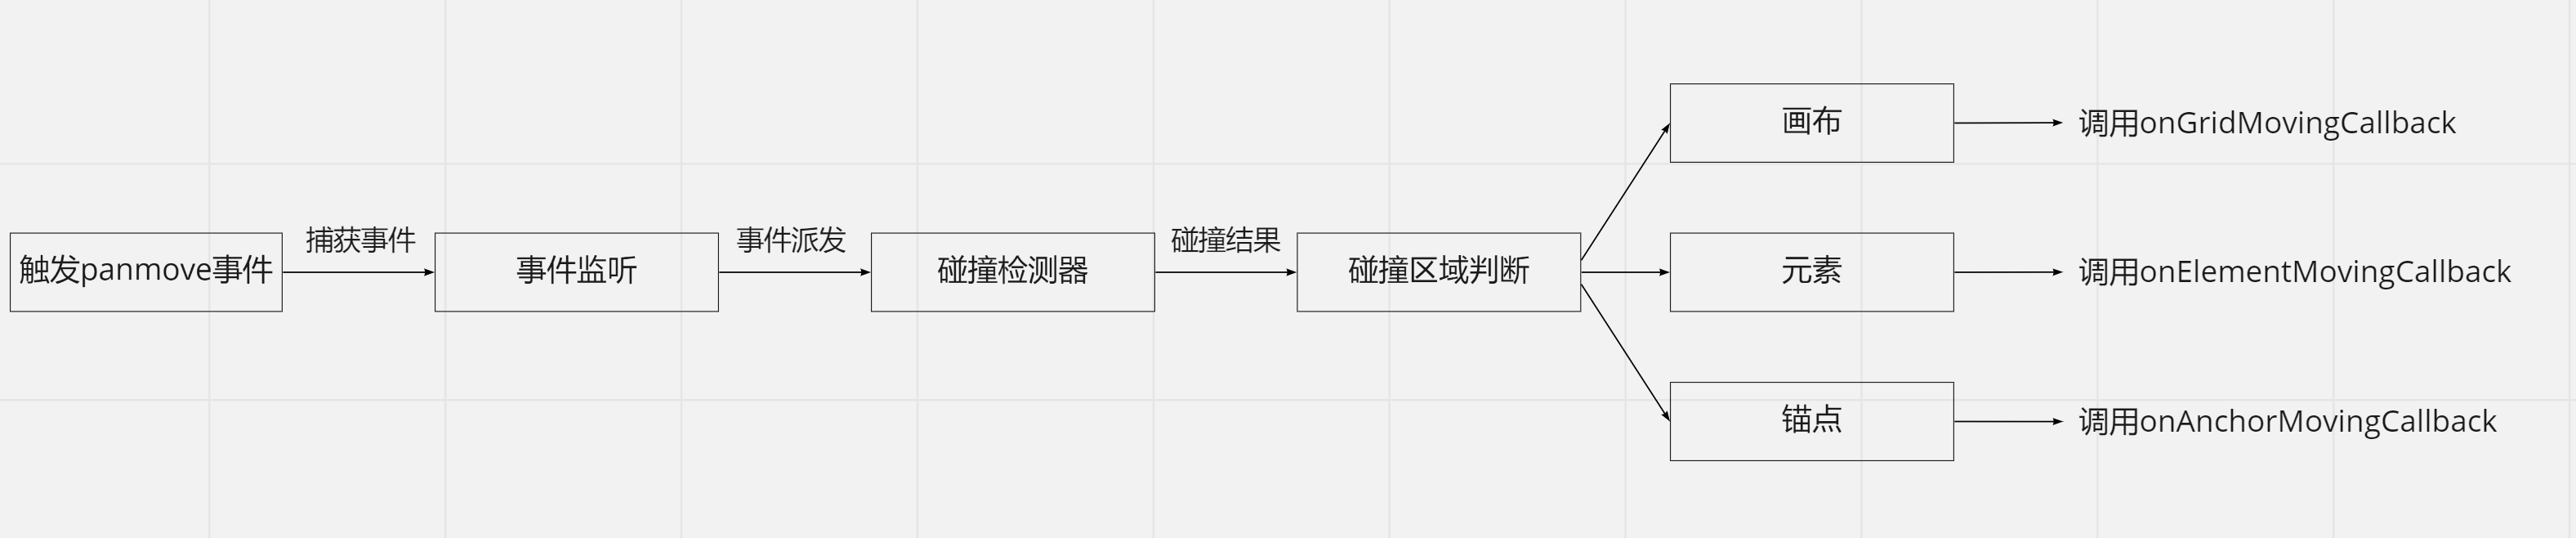 触发panmove事件
捕获事件
事件监听
事件派发
碰撞检测器
碰撞结果
碰撞区域判断
画布
调用onGridMovingCallback
元素
调用onElementMovingCallback
锚点
调用onAnchorMovingCallback